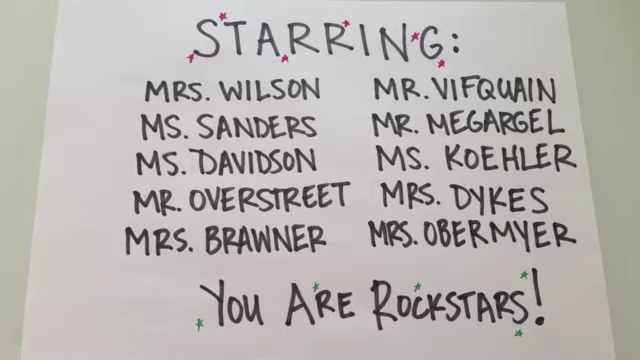 STARRING:
MRS. WILSON MR. VIFQUAIN
MS. SANDERS MR. MEGARGEL
MS. DAVIDSON MS. KOEHLER
MR. OVERSTREET MRS. DYKES
MRS. BRAWNER MRS. OBERMYER
YOU ARE ROCKSTARS!